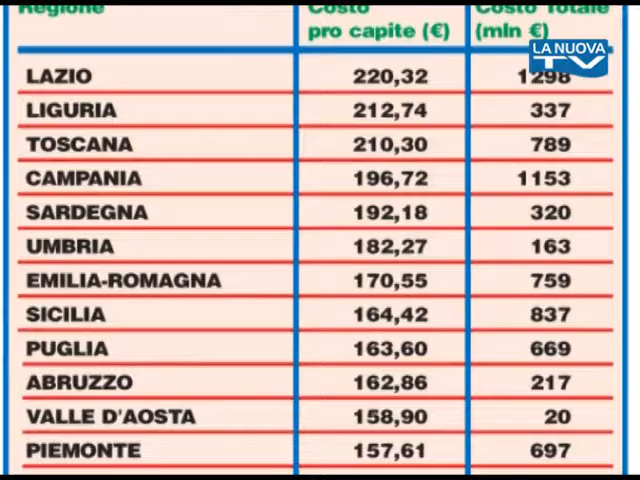 Regione Costo Costo Totale
pro capite (€) (mln €)
LA NUOVA
TV
LAZIO 220,32 1298
LIGURIA 212,74 337
TOSCANA 210,30 789
CAMPANIA 196,72 1153
SARDEGNA 192,18 320
UMBRIA 182,27 163
EMILIA-ROMAGNA 170,55 759
SICILIA 164,42 837
PUGLIA 163,60 669
ABRUZZO 162,86 217
VALLE D'AOSTA 158,90 20
PIEMONTE 157,61 697